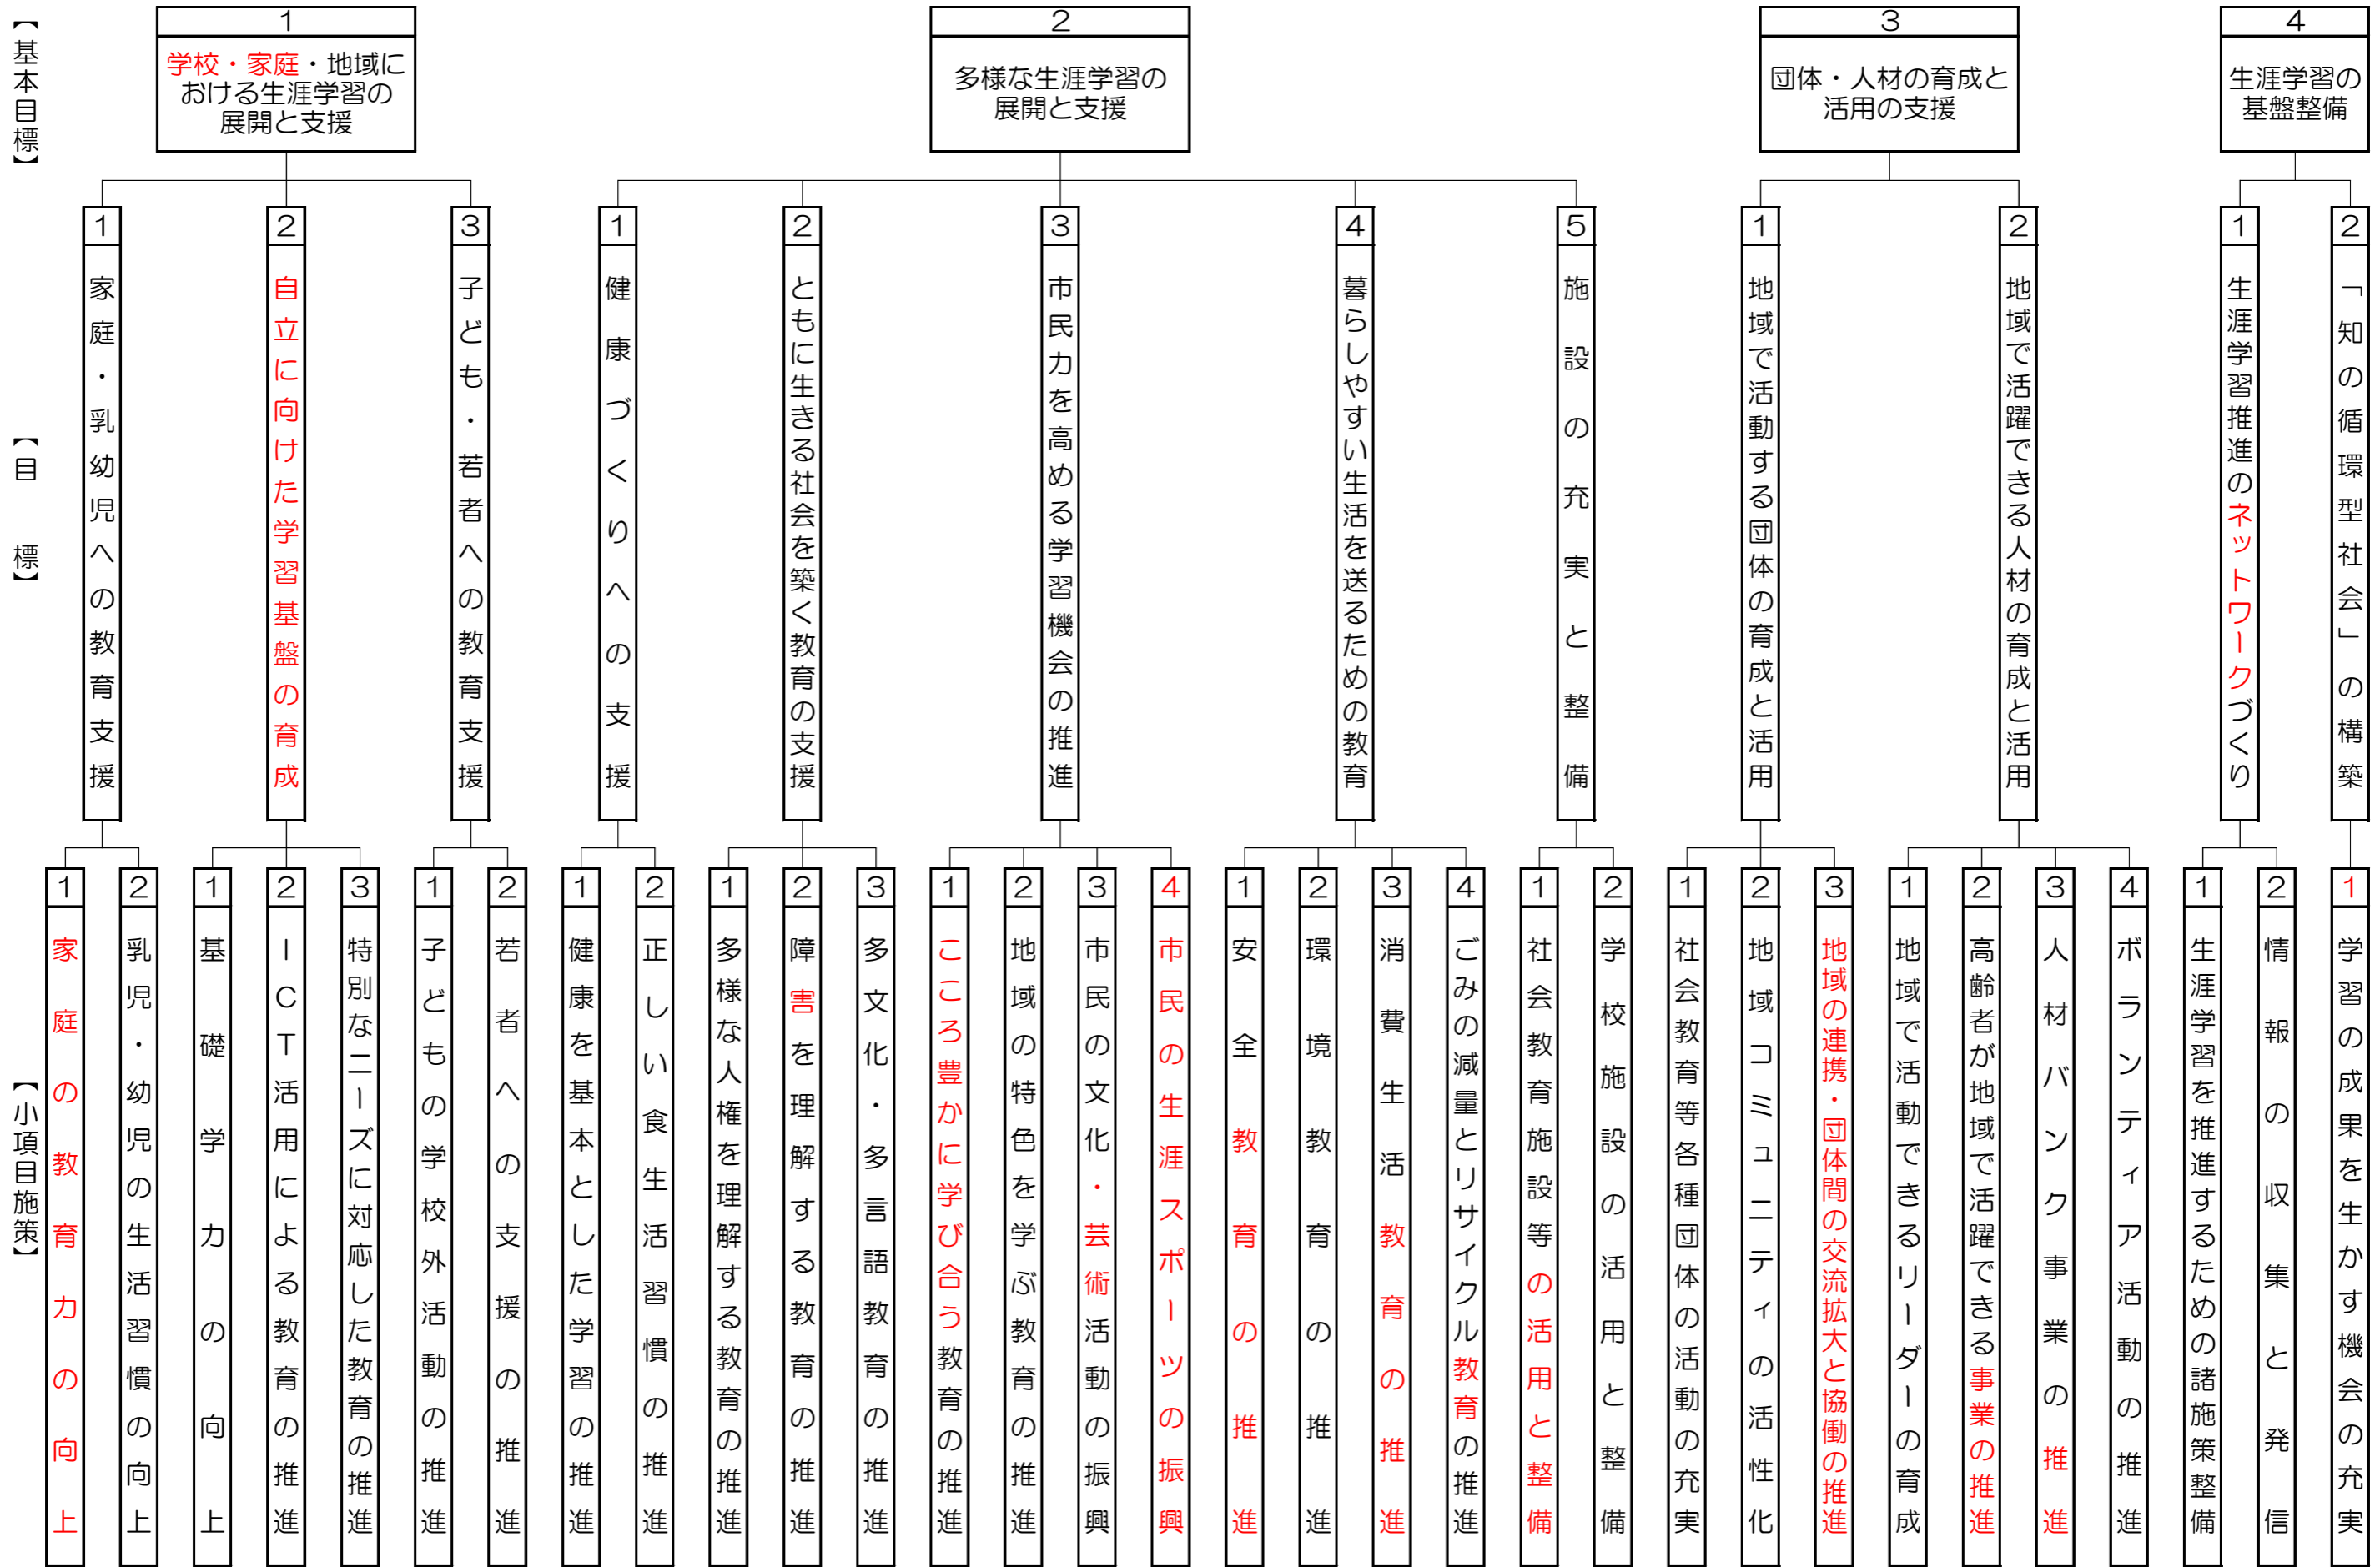 【基本目標】
1
学校・家庭・地域に
おける生涯学習の
展開と支援
2
多様な生涯学習の
展開と支援
3
団体・人材の育成と
活用の支援
4
生涯学習の
基盤整備
【目　標】
1
家庭・乳幼児への教育支援
2
自立に向けた学習基盤の育成
3
子ども・若者への教育支援
1
健康づくりへの支援
2
ともに生きる社会を築く教育の支援
3
市民力を高める学習機会の推進
4
暮らしやすい生活を送るための教育
5
施設の充実と整備
1
地域で活動する団体の育成と活用
2
地域で活躍できる人材の育成と活用
1
生涯学習推進のネットワークづくり
2
「知の循環型社会」の構築
【小項目施策】
1
家庭の教育力の向上
2
乳児・幼児の生活習慣の向上
1
基礎学力の向上
2
ICT活用による教育の推進
3
特別なニーズに対応した教育の推進
1
子どもの学校外活動の推進
2
若者への支援の推進
1
健康を基本とした学習の推進
2
正しい食生活習慣の推進
1
多様な人権を理解する教育の推進
2
障害を理解する教育の推進
3
多文化・多言語教育の推進
1
こころ豊かに学び合う教育の推進
2
地域の特色を学ぶ教育の推進
3
市民の文化・芸術活動の振興
4
市民の生涯スポーツの振興
1
安全教育の推進
2
環境教育の推進
3
消費生活教育の推進
4
ごみの減量とリサイクル教育の推進
1
社会教育施設等の活用と整備
2
学校施設の活用と整備
1
社会教育等各種団体の活動の充実
2
地域コミュニティの活性化
3
地域の連携・団体間の交流拡大と協働の推進
1
地域で活動できるリーダーの育成
2
高齢者が地域で活躍できる事業の推進
3
人材バンク事業の推進
4
ボランティア活動の推進
1
生涯学習を推進するための諸施策整備
2
情報の収集と発信
1
学習の成果を生かす機会の充実